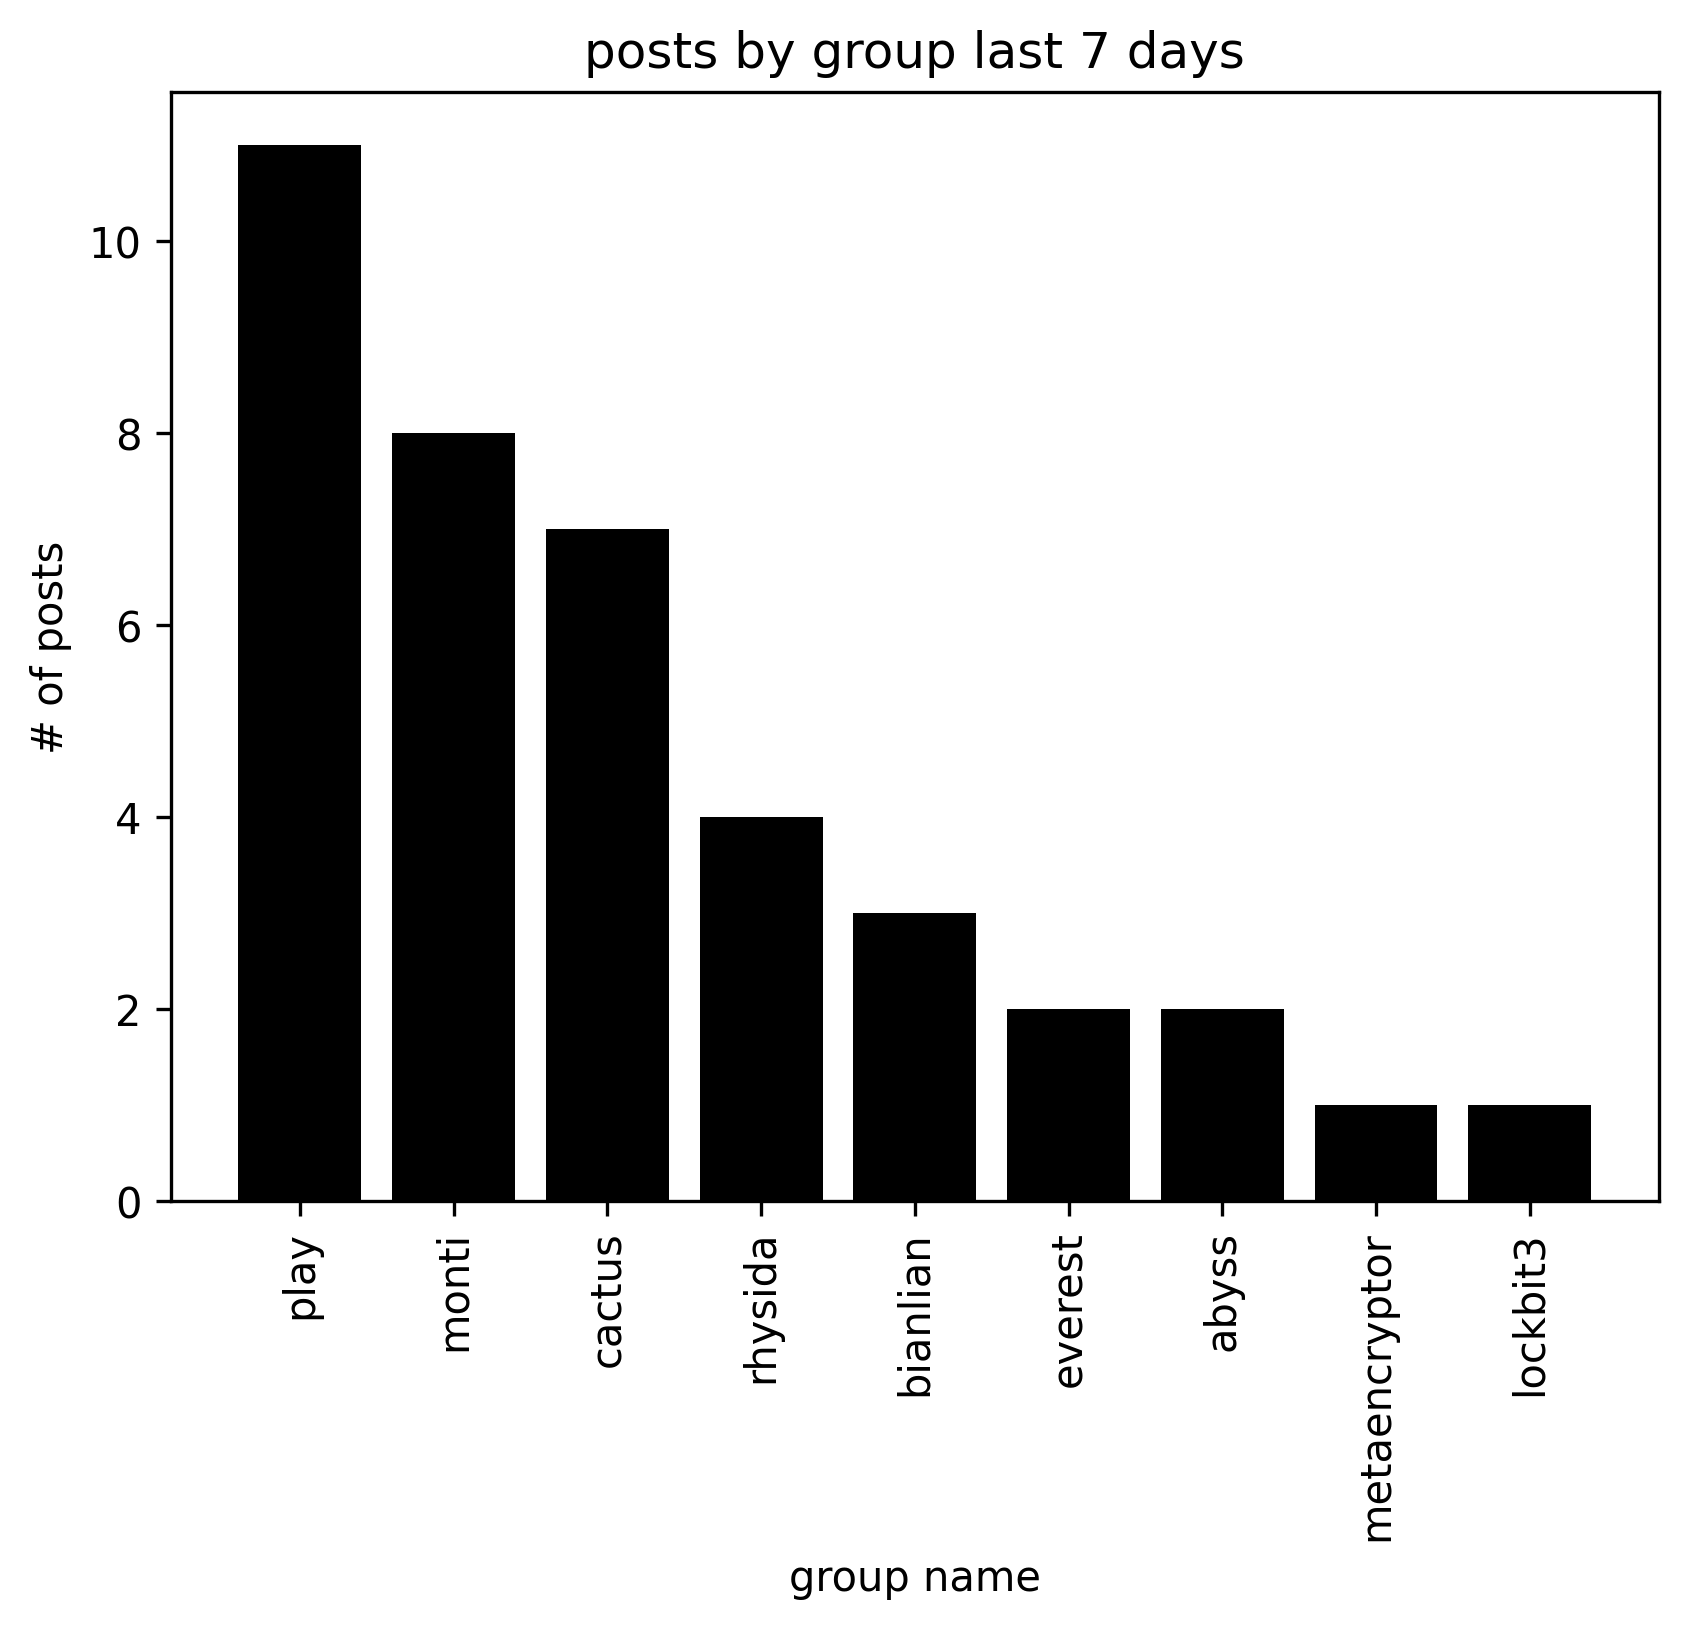 posts by group last 7 days
# of posts
10
8
6
4
2
0
play
monti
cactus
rhysida
bianlian
everest
abyss
metaencryptor
lockbit3
group name